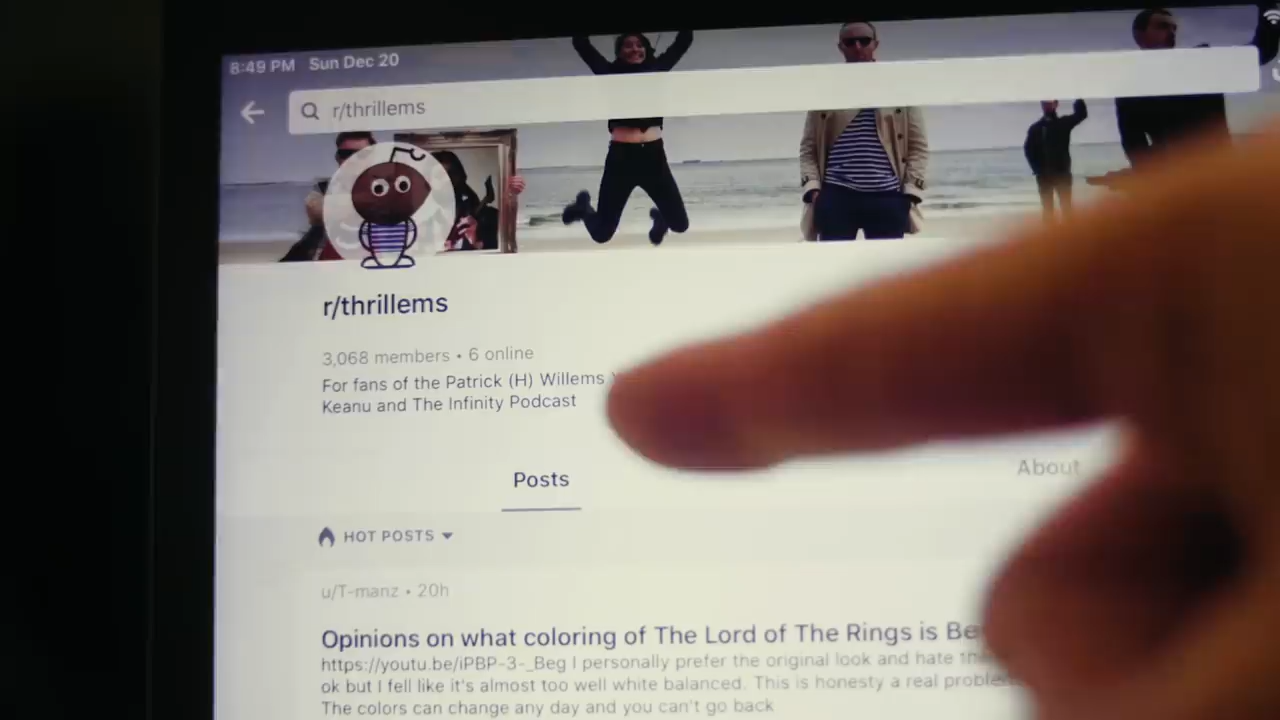 8:49 PM Sun Dec 20
r/thrillems
r/thrillems
3,068 members • 6 online
For fans of the Patrick (H) Willems
Keanu and The Infinity Podcast
Posts
About
HOT POSTS
u/T-manz • 20h
Opinions on what coloring of The Lord of The Rings is
https://youtu.be/iPBP-3-_Beg I personally prefer the original look and hate
ok but I fell like it's almost too well white balanced. This is honesty a real
The colors can change any day and you can't go back